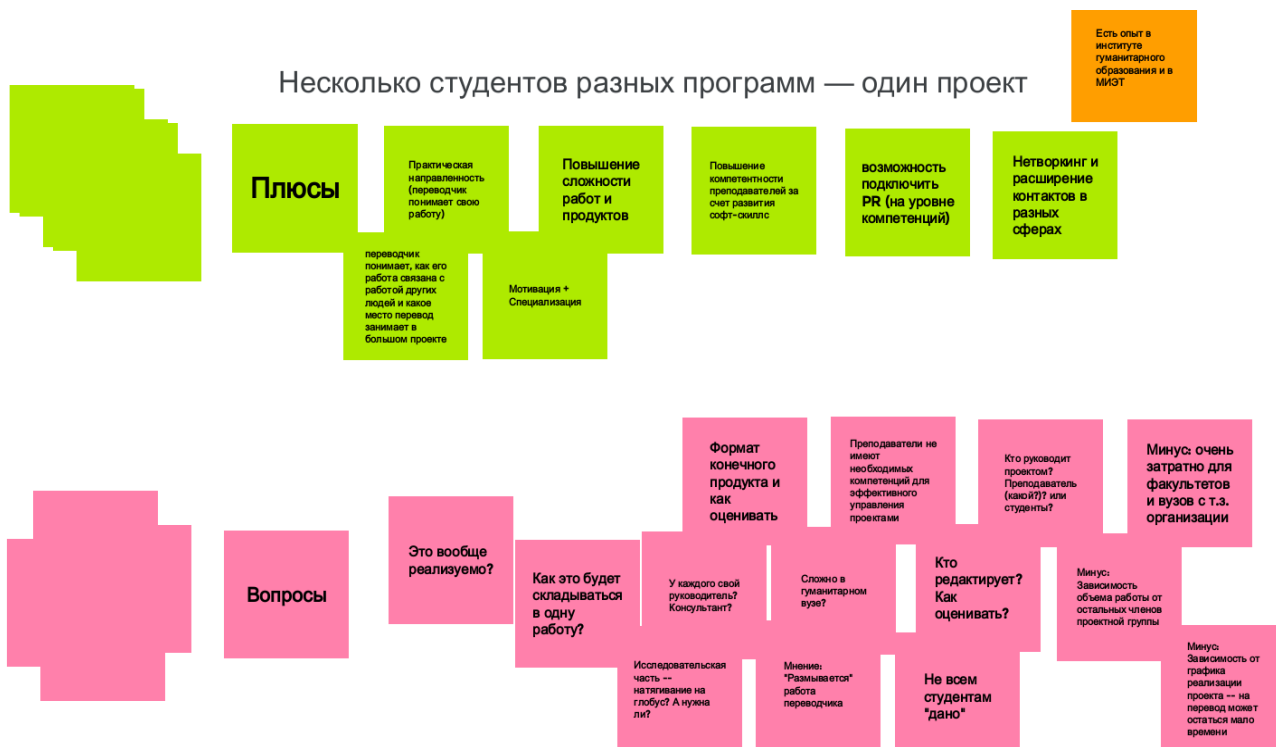 Есть опыт в
институте
гуманитарного
образования и в
МИЭТ
Несколько студентов разных программ — один проект
Плюсы
Практическая
направленность
(переводчик
понимает свою
работу)
Повышение
сложности
работ и
продуктов
Повышение
компетентности
преподавателей за
счет развития
софт-скиллс
возможность
подключить
PR (на уровне
компетенций)
Нетворкинг и
расширение
контактов в
разных
сферах
переводчик
понимает, как его
работа связана с
работой других
людей и какое
место перевод
занимает в
большом проекте
Мотивация +
Специализация
Вопросы
Это вообще
реализуемо?
Как это будет
складываться
в одну
работу?
Формат
конечного
продукта и
как
оценивать
Преподаватели не
имеют
необходимых
компетенций для
эффективного
управления
проектами
Кто руководит
проектом?
Преподаватель
(какой?)? или
студенты?
Минус: очень
затратно для
факультетов
и вузов с т.з.
организации
У каждого свой
руководитель?
Консультант?
Сложно в
гуманитарном
вузе?
Кто
редактирует?
Как
оценивать?
Минус:
Зависимость
объема работы от
остальных членов
проектной группы
Исследовательская
часть --
натягивание на
глобус? А нужна
ли?
Мнение:
"Размывается"
работа
переводчика
Не всем
студентам
"дано"
Минус:
Зависимость от
графика
реализации
проекта -- на
перевод может
остаться мало
времени